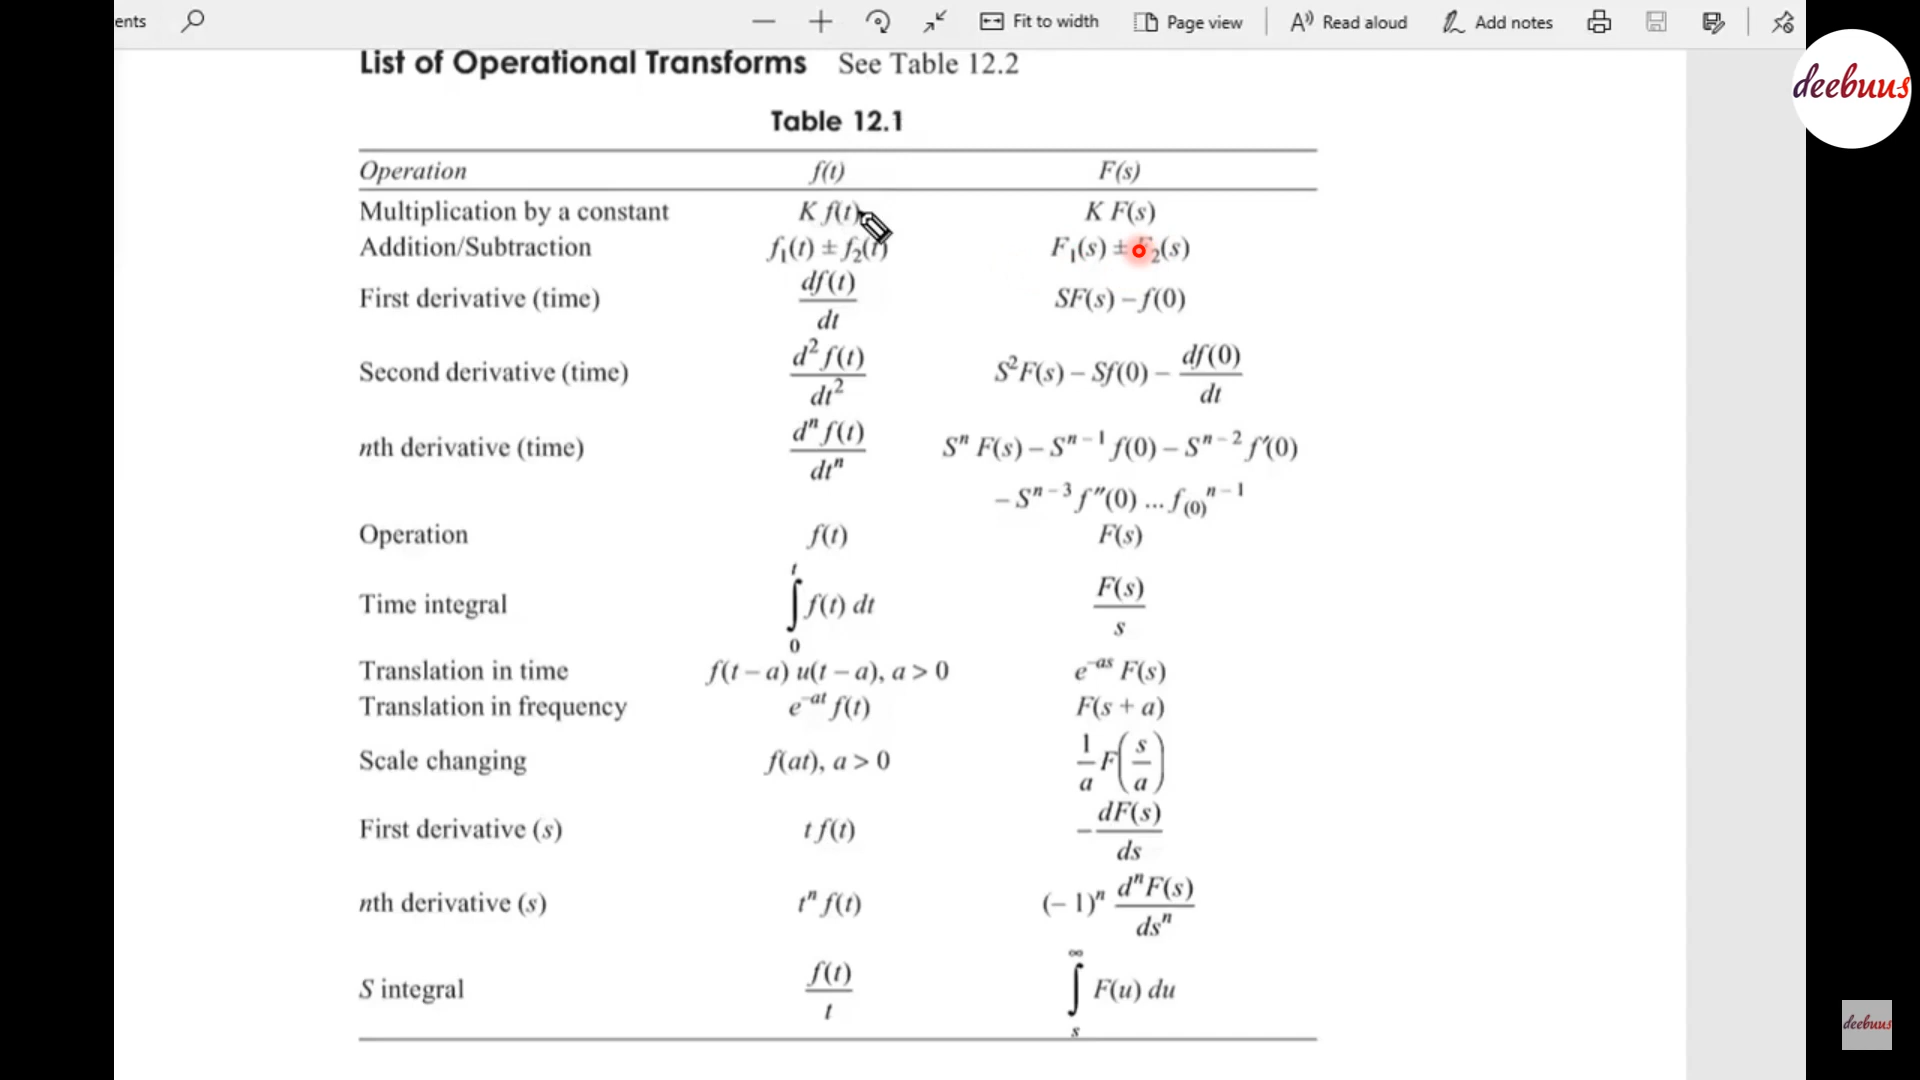 ents Fit to width Page view Read aloud Add notes
deebuus
List of Operational Transforms See Table 12.2
Table 12.1
Operation f(t) F(s)
Multiplication by a constant K f(t) K F(s)
Addition/Subtraction f₁(t) ± f₂(t) F₁(s) ± F₂(s)
First derivative (time) df(t)/dt SF(s) – f(0)
Second derivative (time) d² f(t)/dt² S²F(s) – Sf(0) – df(0)/dt
nth derivative (time) dⁿ f(t)/dtⁿ Sⁿ F(s) – Sⁿ⁻¹ f(0) – Sⁿ⁻² f′(0)
– Sⁿ⁻³ f″(0) ... f₍₀₎ⁿ⁻¹
Operation f(t) F(s)
Time integral ∫₀ᵗ f(t) dt F(s)/s
Translation in time f(t – a) u(t – a), a > 0 e^–as F(s)
Translation in frequency e^–at f(t) F(s + a)
Scale changing f(at), a > 0 1/a F(s/a)
First derivative (s) t f(t) – dF(s)/ds
nth derivative (s) tⁿ f(t) (– 1)ⁿ dⁿ F(s)/dsⁿ
S integral f(t)/t ∫ₛ^∞ F(u) du
deebuus